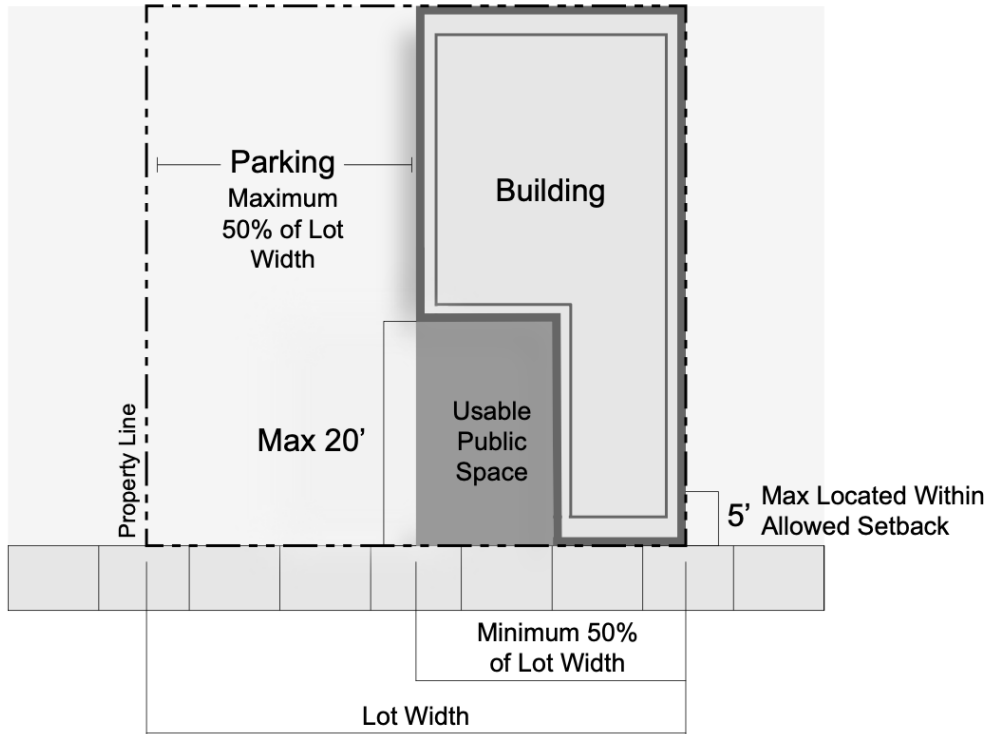 Parking
Maximum
50% of Lot
Width
Building
Max 20’
Usable
Public
Space
Property Line
5’
Max Located Within
Allowed Setback
Minimum 50%
of Lot Width
Lot Width